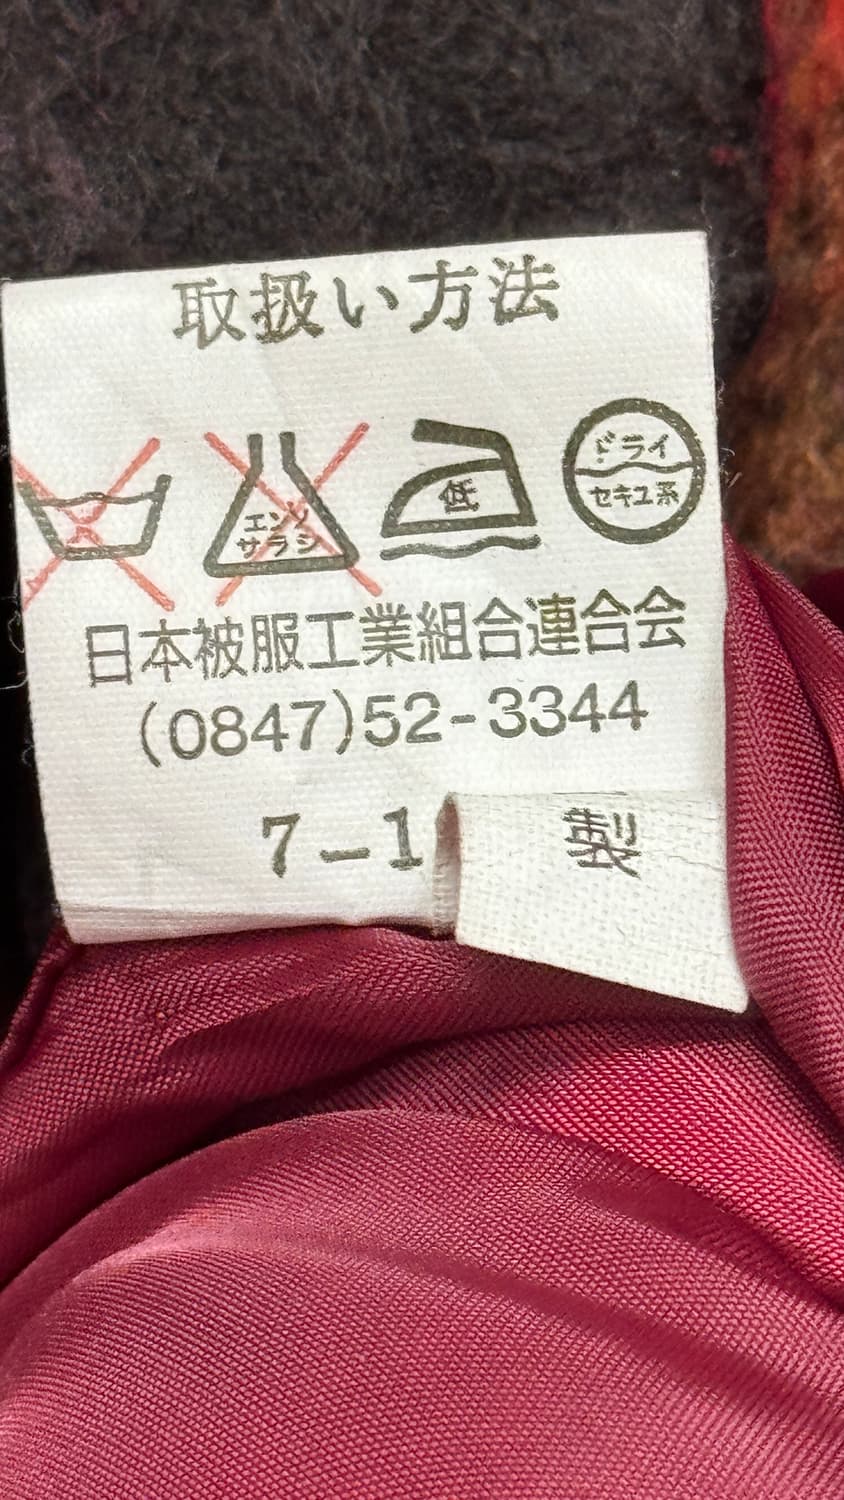 取扱い方法
エンソ
サラシ
低
ドライ
セキユ系
日本被服工業組合連合会
(0847)52-3344
7-1
製